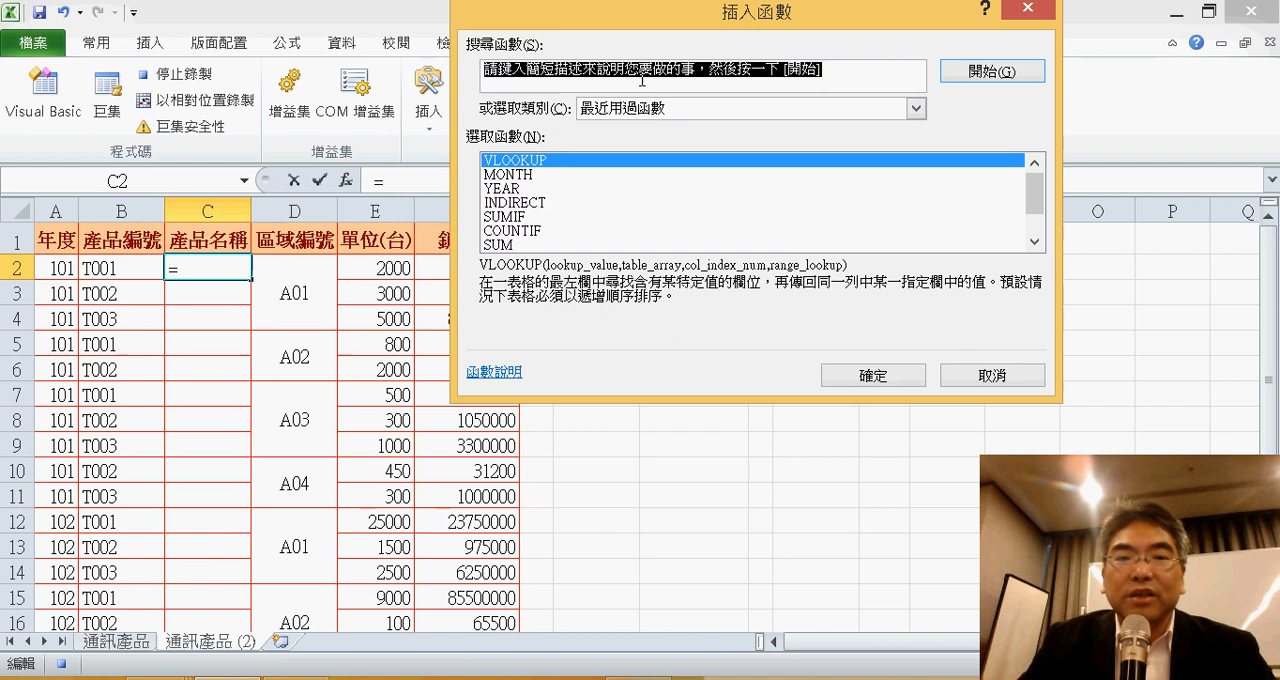 插入函數
?
檔案 常用 插入 版面配置 公式 資料 校閱
Visual Basic 巨集
停止錄製
以相對位置錄製
巨集安全性
增益集 COM 增益集
插入
程式碼
增益集
搜尋函數(S):
請鍵入簡短描述來說明您要做的事，然後按一下 [開始]
開始(G)
或選取類別(C): 最近用過函數
選取函數(N):
VLOOKUP
MONTH
YEAR
INDIRECT
SUMIF
COUNTIF
SUM
VLOOKUP(lookup_value,table_array,col_index_num,range_lookup)
在一表格的最左欄中尋找含有某特定值的欄位，再傳回同一列中某一指定欄中的值。預設情
況下表格必須以遞增順序排序。
函數說明
確定 取消
C2 fx =
A B C D E O P Q
1 年度 產品編號 產品名稱 區域編號 單位(台)
2 101 T001 = 2000
3 101 T002 A01 3000
4 101 T003 5000
5 101 T001 A02 800
6 101 T002 2000
7 101 T001 500
8 101 T002 A03 300 1050000
9 101 T003 1000 3300000
10 101 T002 A04 450 31200
11 101 T003 300 1000000
12 102 T001 25000 23750000
13 102 T002 A01 1500 975000
14 102 T003 2500 6250000
15 102 T001 9000 85500000
16 102 T002 A02 100 65500
通訊產品 通訊產品 (2)
編輯